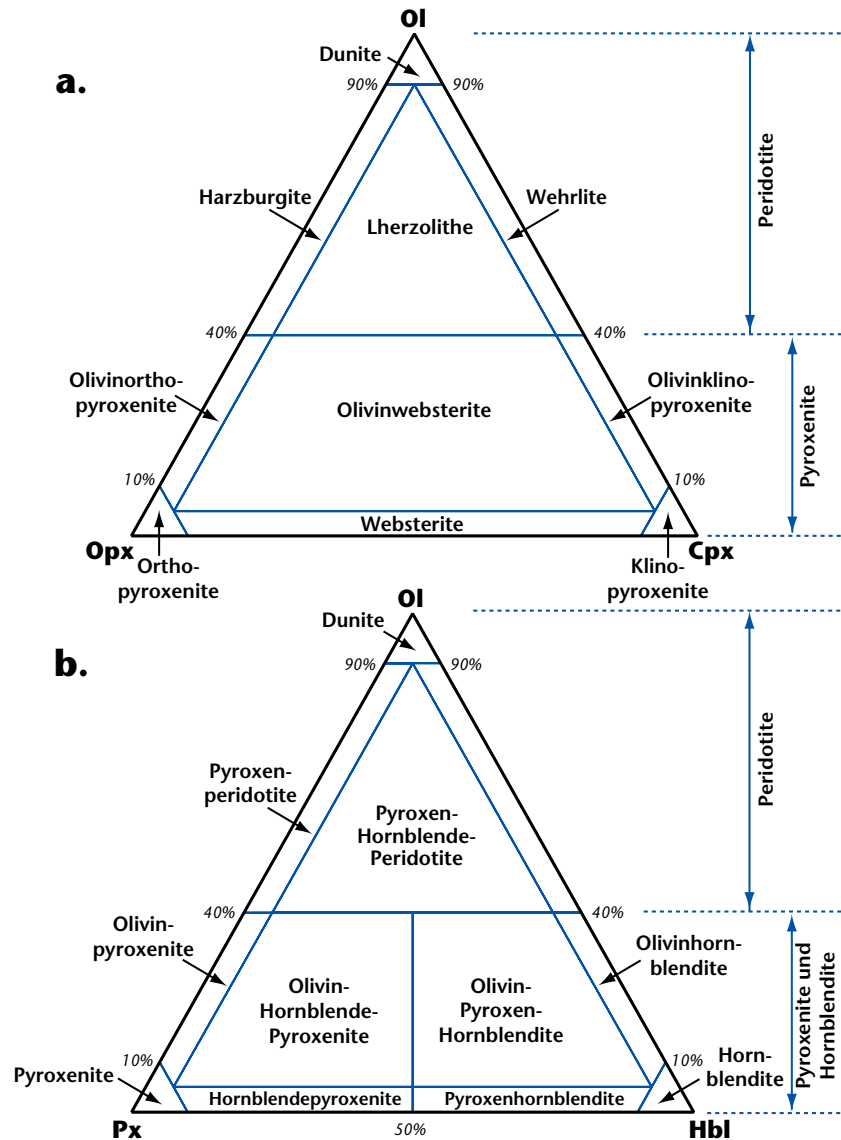 a.
Ol
Dunite
90%
90%
Harzburgite
Wehrlite
Lherzolithe
Peridotite
40%
40%
Olivinortho-
pyroxenite
Olivinklino-
pyroxenite
Olivinwebsterite
Pyroxenite
10%
10%
Websterite
Opx
Cpx
Ortho-
pyroxenite
Klino-
pyroxenite
b.
Ol
Dunite
90%
90%
Pyroxen-
peridotite
Pyroxen-
Hornblende-
Peridotite
Peridotite
40%
40%
Olivin-
pyroxenite
Olivinhorn-
blendite
Olivin-
Hornblende-
Pyroxenite
Olivin-
Pyroxen-
Hornblendite
Pyroxenite und
Hornblendite
10%
10%
Pyroxenite
Horn-
blendite
Hornblendepyroxenite
Pyroxenhornblendite
Px
50%
Hbl